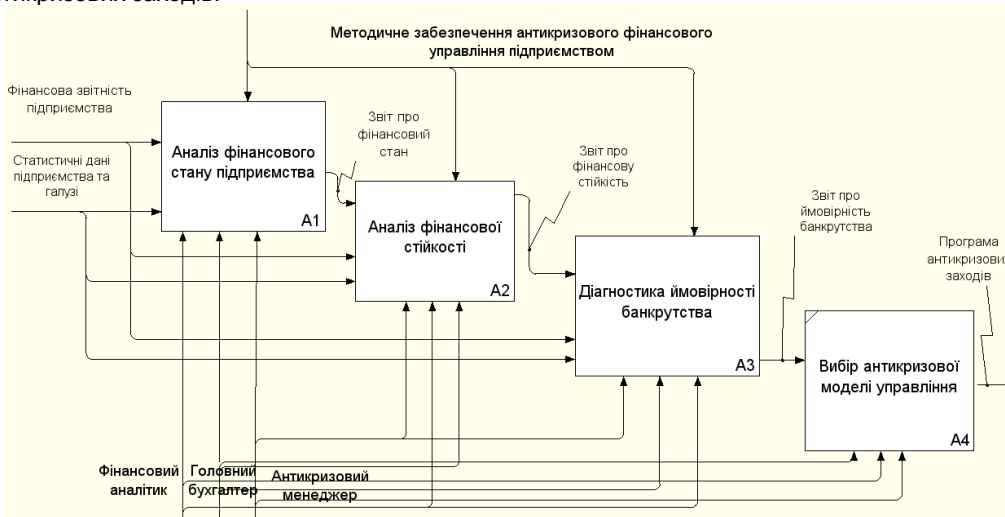 Методичне забезпечення антикризового фінансового
управління підприємством
Фінансова звітність
підприємства
Статистичні дані
підприємства та
галузі
Аналіз фінансового
стану підприємства
A1
Звіт про
фінансовий
стан
Аналіз фінансової
стійкості
A2
Звіт про
фінансову
стійкість
Діагностика ймовірності
банкрутства
A3
Звіт про
ймовірність
банкрутства
Вибір антикризової
моделі управління
A4
Програма
антикризових
заходів
Фінансовий
аналітик
Головний
бухгалтер
Антикризовий
менеджер